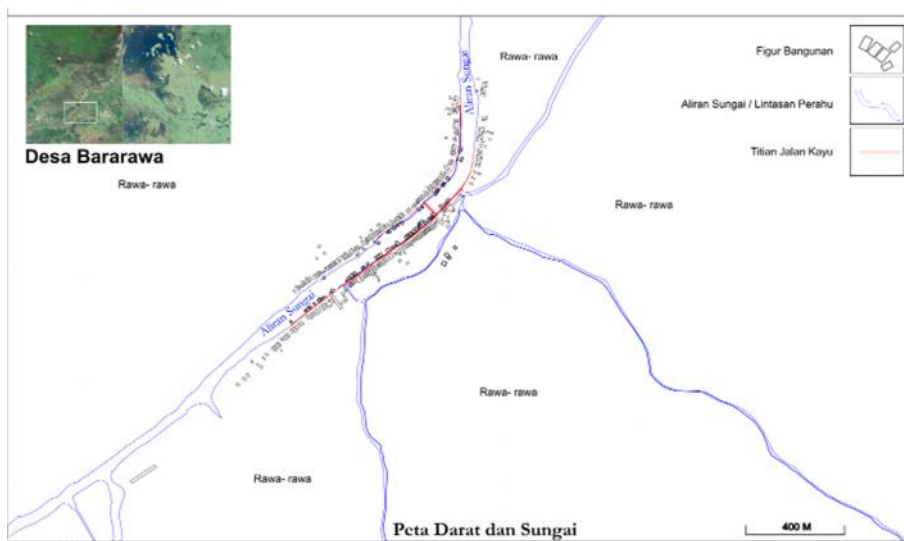 Desa Bararawa
Rawa- rawa
Aliran Sungai
Rawa- rawa
Rawa- rawa
Aliran Sungai
Rawa- rawa
Rawa- rawa
Figur Bangunan
Aliran Sungai / Lintasan Perahu
Titian Jalan Kayu
Peta Darat dan Sungai
400 M